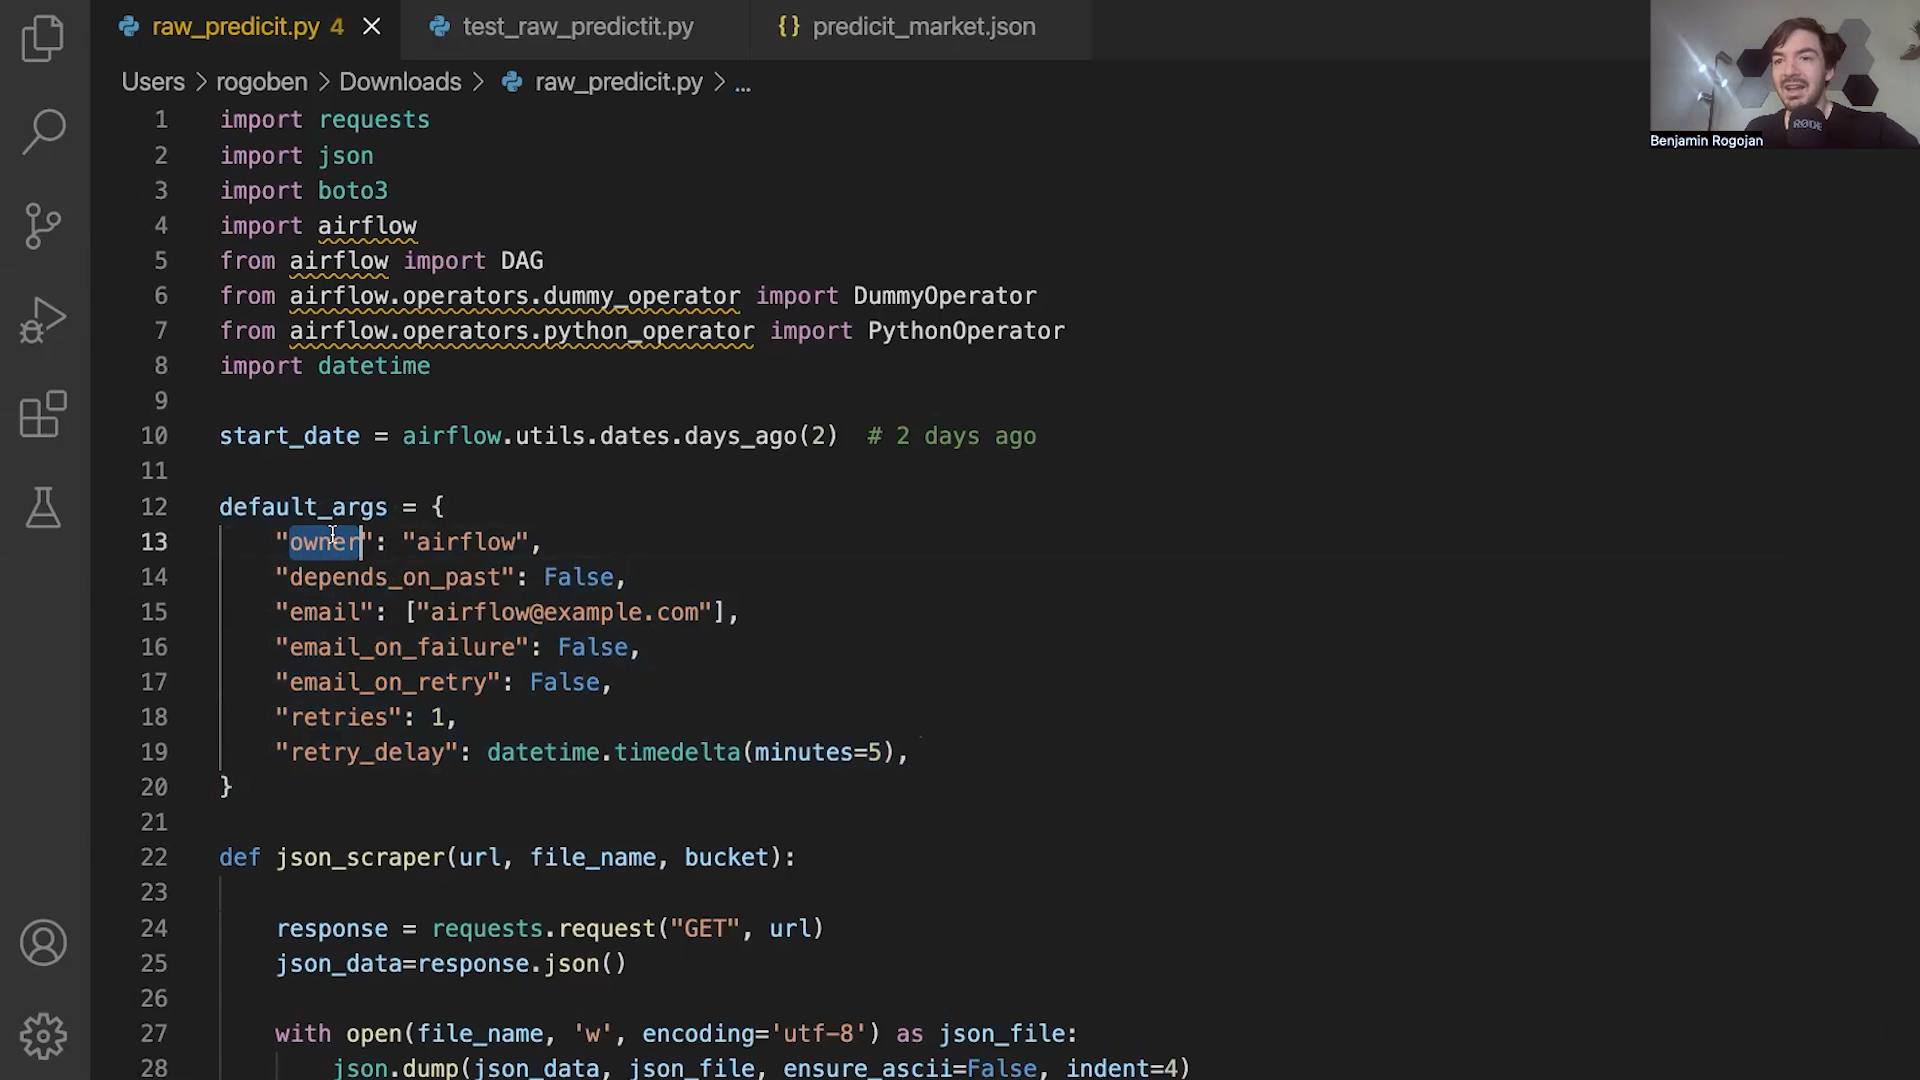 raw_predicit.py 4
test_raw_predictit.py
{} predicit_market.json
Users > rogoben > Downloads > raw_predicit.py > ...
Benjamin Rogojan
RØDE
1 import requests
2 import json
3 import boto3
4 import airflow
5 from airflow import DAG
6 from airflow.operators.dummy_operator import DummyOperator
7 from airflow.operators.python_operator import PythonOperator
8 import datetime
9
10 start_date = airflow.utils.dates.days_ago(2)  # 2 days ago
11
12 default_args = {
13     "owner": "airflow",
14     "depends_on_past": False,
15     "email": ["airflow@example.com"],
16     "email_on_failure": False,
17     "email_on_retry": False,
18     "retries": 1,
19     "retry_delay": datetime.timedelta(minutes=5),
20 }
21
22 def json_scraper(url, file_name, bucket):
23
24     response = requests.request("GET", url)
25     json_data=response.json()
26
27     with open(file_name, 'w', encoding='utf-8') as json_file:
28         json.dump(json_data, json_file, ensure_ascii=False, indent=4)